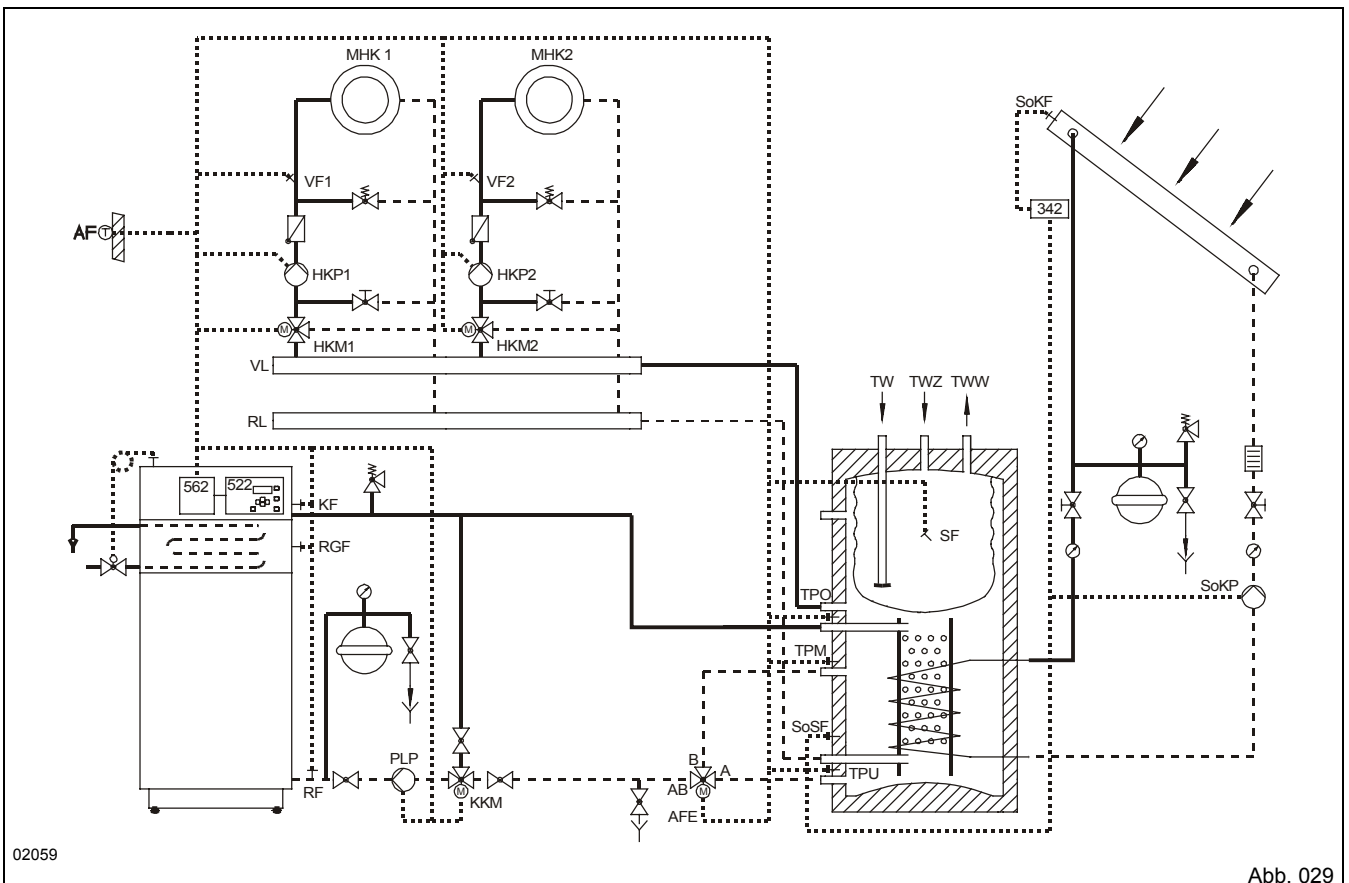 MHK 1
MHK2
SoKF
VF1
VF2
342
AF
T
HKP1
HKP2
M
M
HKM1
HKM2
VL
TW
TWZ
TWW
RL
562
522
KF
SF
RGF
TPO
SoKP
TPM
SoSF
PLP
B
A
TPU
RF
AB
M
M
KKM
AFE
02059
Abb. 029